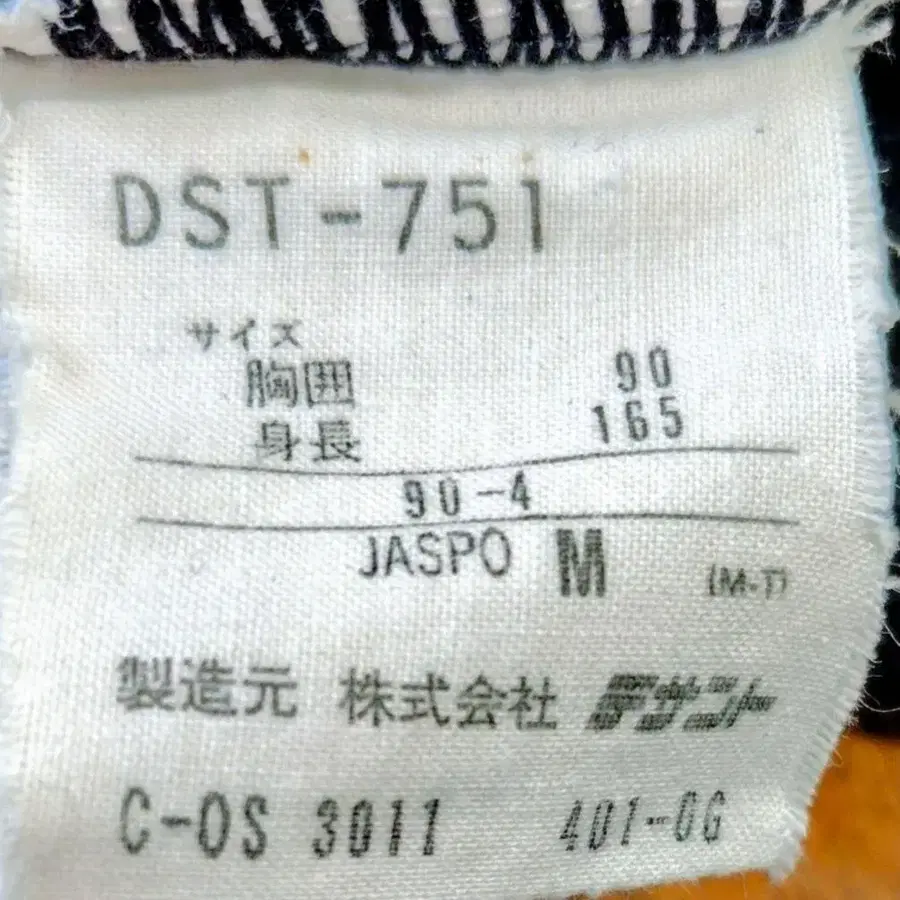 DST-751
サイズ
胸囲 90
身長 165
90-4
JASPO M (M-T)
製造元 株式会社 デサント
C-OS 3011 401-0G